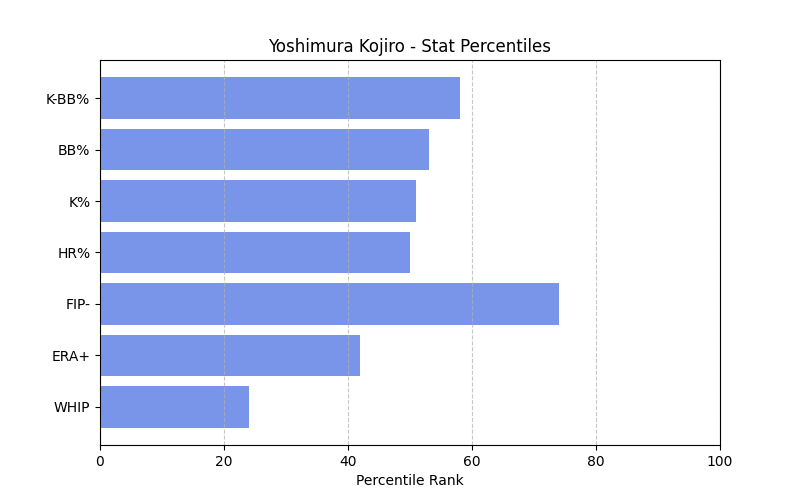 Yoshimura Kojiro - Stat Percentiles
K-BB%
BB%
K%
HR%
FIP-
ERA+
WHIP
0 20 40 60 80 100
Percentile Rank